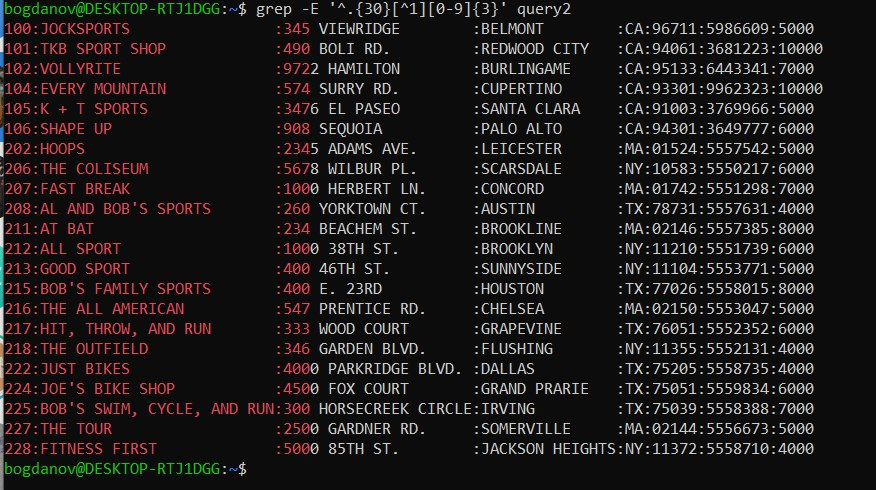 bogdanov@DESKTOP-RTJ1DGG:~$ grep -E '^.{30}[^1][0-9]{3}' query2
100:JOCKSPORTS                :345 VIEWRIDGE      :BELMONT        :CA:96711:5986609:5000
101:TKB SPORT SHOP            :490 BOLI RD.       :REDWOOD CITY   :CA:94061:3681223:10000
102:VOLLYRITE                 :9722 HAMILTON      :BURLINGAME     :CA:95133:6443341:7000
104:EVERY MOUNTAIN            :574 SURRY RD.      :CUPERTINO      :CA:93301:9962323:10000
105:K + T SPORTS              :3476 EL PASEO      :SANTA CLARA    :CA:91003:3769966:5000
106:SHAPE UP                  :908 SEQUOIA        :PALO ALTO      :CA:94301:3649777:6000
202:HOOPS                     :2345 ADAMS AVE.    :LEICESTER      :MA:01524:5557542:5000
206:THE COLISEUM              :5678 WILBUR PL.    :SCARSDALE      :NY:10583:5550217:6000
207:FAST BREAK                :1000 HERBERT LN.   :CONCORD        :MA:01742:5551298:7000
208:AL AND BOB'S SPORTS       :260 YORKTOWN CT.   :AUSTIN         :TX:78731:5557631:4000
211:AT BAT                    :234 BEACHEM ST.    :BROOKLINE      :MA:02146:5557385:8000
212:ALL SPORT                 :1000 38TH ST.      :BROOKLYN       :NY:11210:5551739:6000
213:GOOD SPORT                :400 46TH ST.       :SUNNYSIDE      :NY:11104:5553771:5000
215:BOB'S FAMILY SPORTS       :400 E. 23RD        :HOUSTON        :TX:77026:5558015:8000
216:THE ALL AMERICAN          :547 PRENTICE RD.   :CHELSEA        :MA:02150:5553047:5000
217:HIT, THROW, AND RUN       :333 WOOD COURT     :GRAPEVINE      :TX:76051:5552352:6000
218:THE OUTFIELD              :346 GARDEN BLVD.   :FLUSHING       :NY:11355:5552131:4000
222:JUST BIKES                :4000 PARKRIDGE BLVD. :DALLAS         :TX:75205:5558735:4000
224:JOE'S BIKE SHOP           :4500 FOX COURT     :GRAND PRARIE   :TX:75051:5559834:6000
225:BOB'S SWIM, CYCLE, AND RUN:300 HORSECREEK CIRCLE:IRVING         :TX:75039:5558388:7000
227:THE TOUR                  :2500 GARDNER RD.   :SOMERVILLE     :MA:02144:5556673:5000
228:FITNESS FIRST             :5000 85TH ST.      :JACKSON HEIGHTS:NY:11372:5558710:4000
bogdanov@DESKTOP-RTJ1DGG:~$